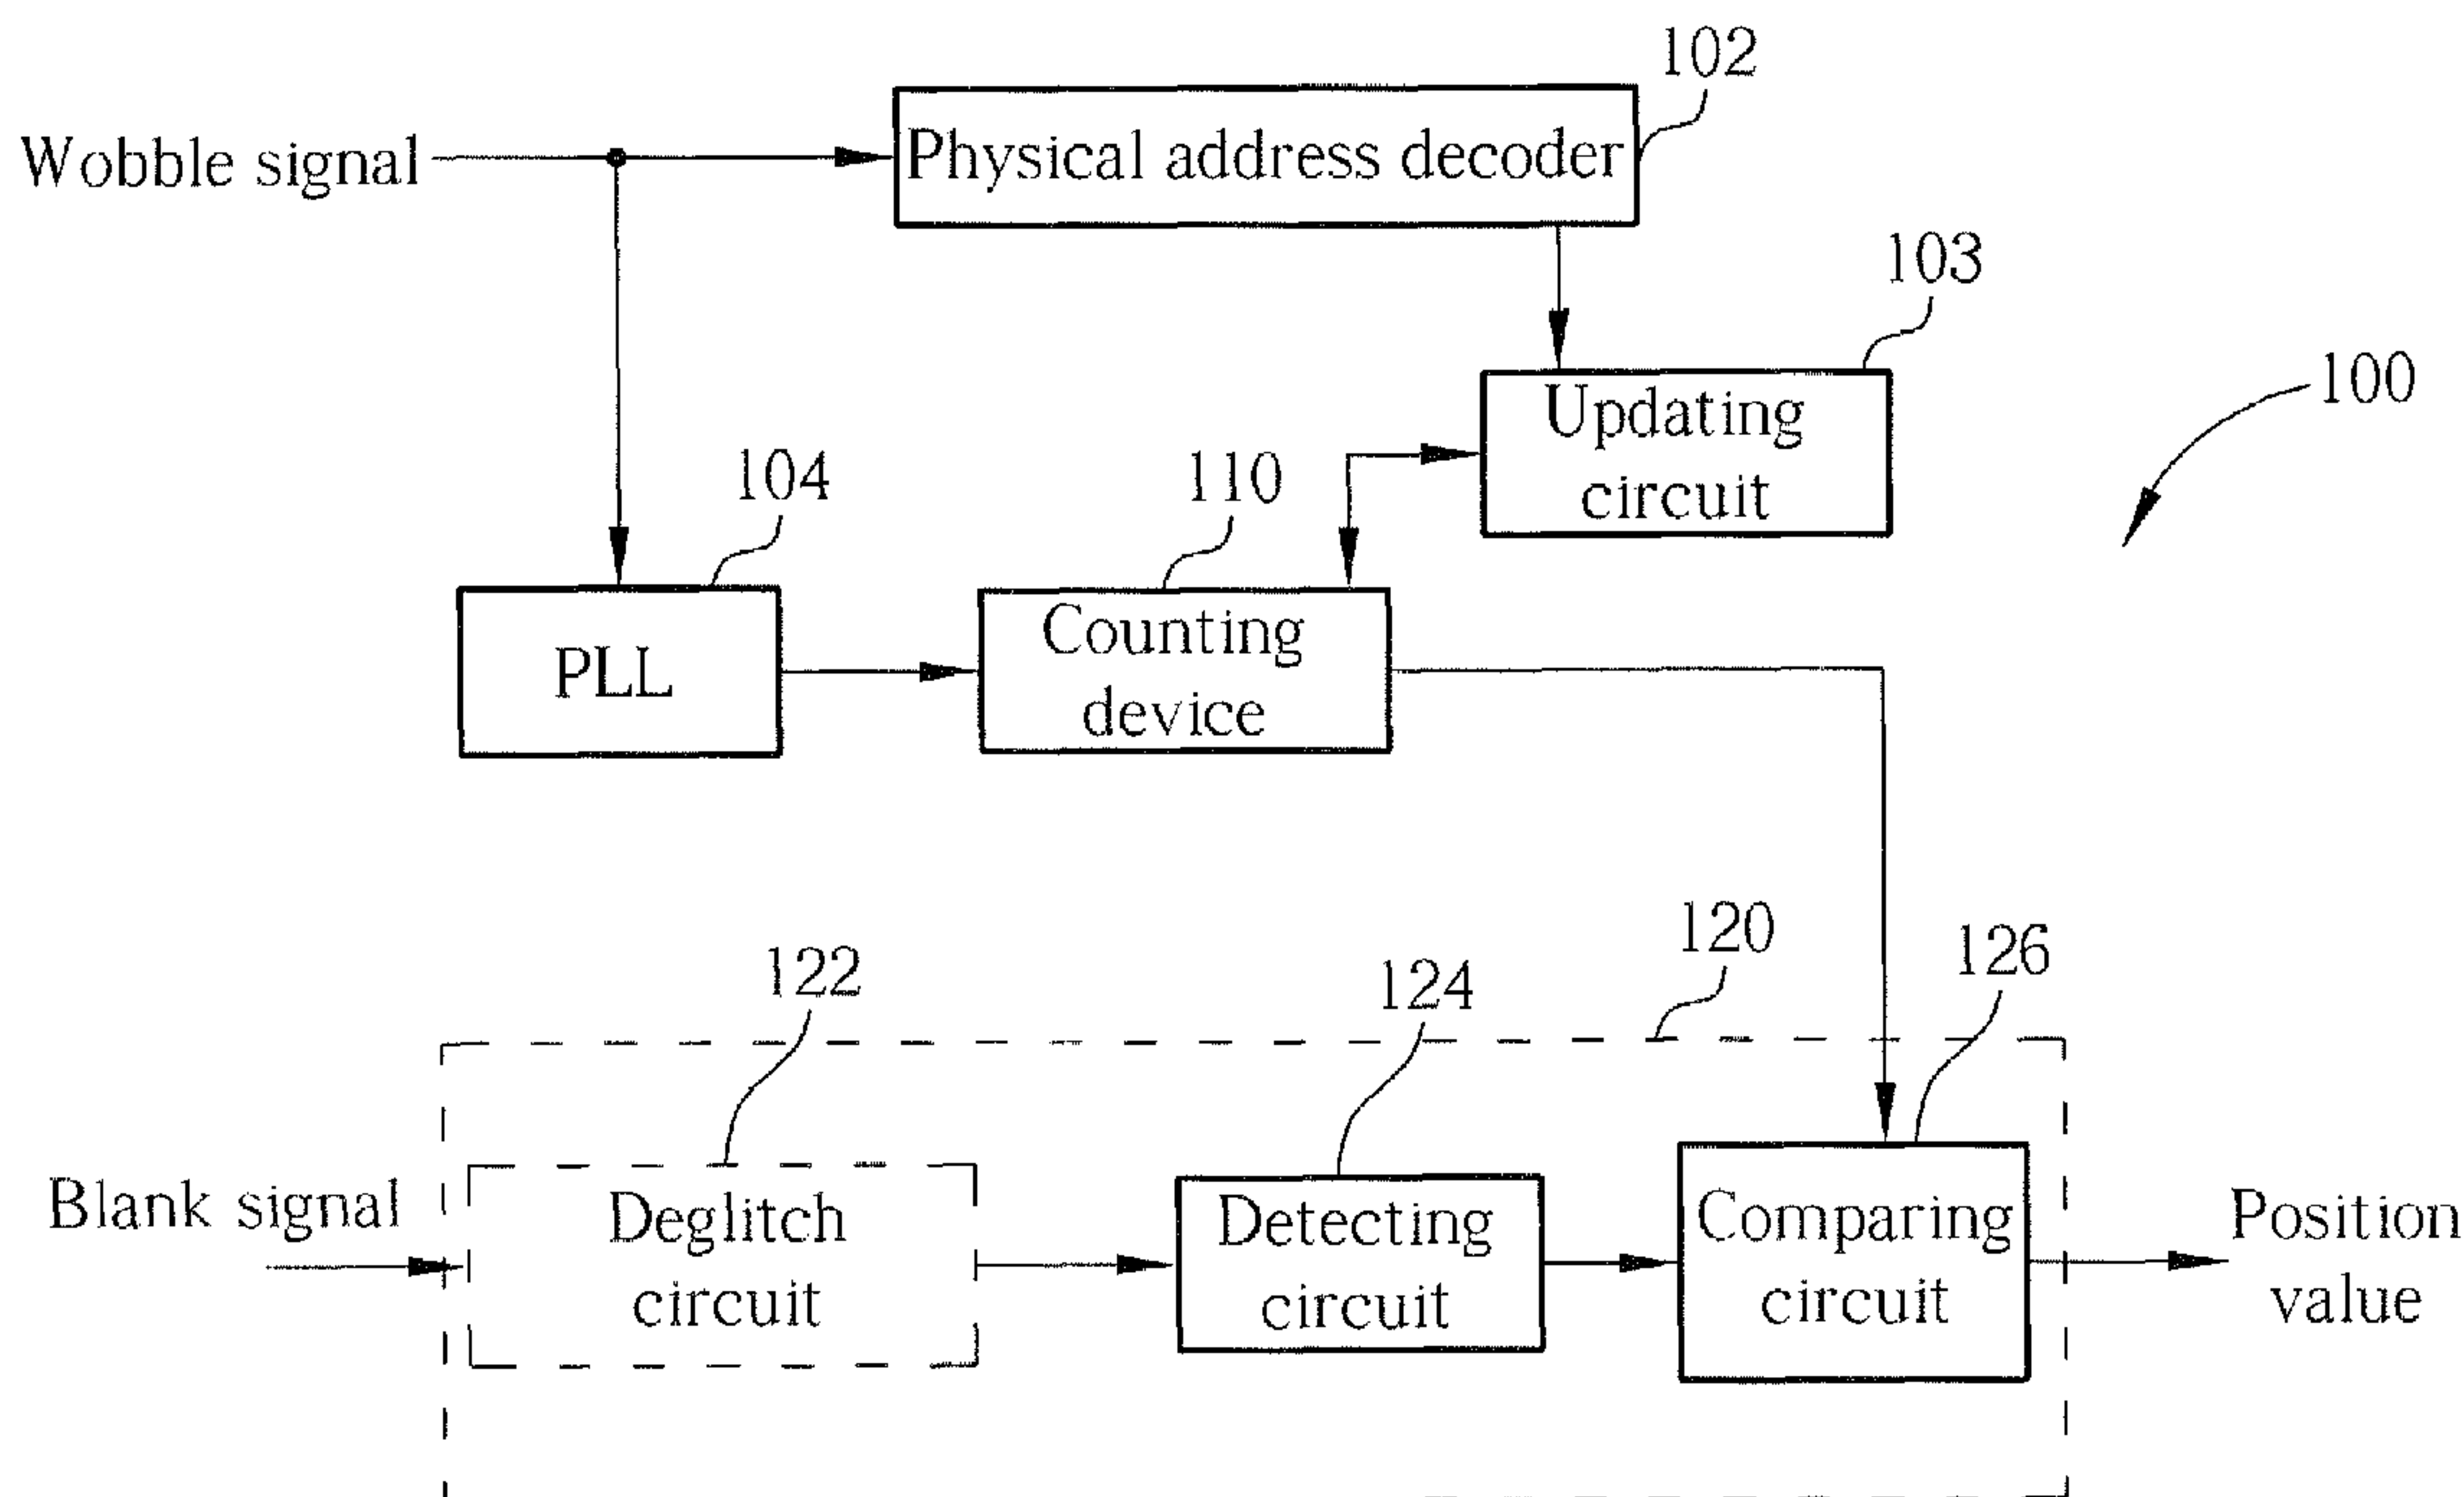 102
Wobble signal
Physical address decoder
103
100
Updating
circuit
104
110
PLL
Counting
device
120
122
124
126
Blank signal
Deglitch
circuit
Detecting
circuit
Comparing
circuit
Position
value